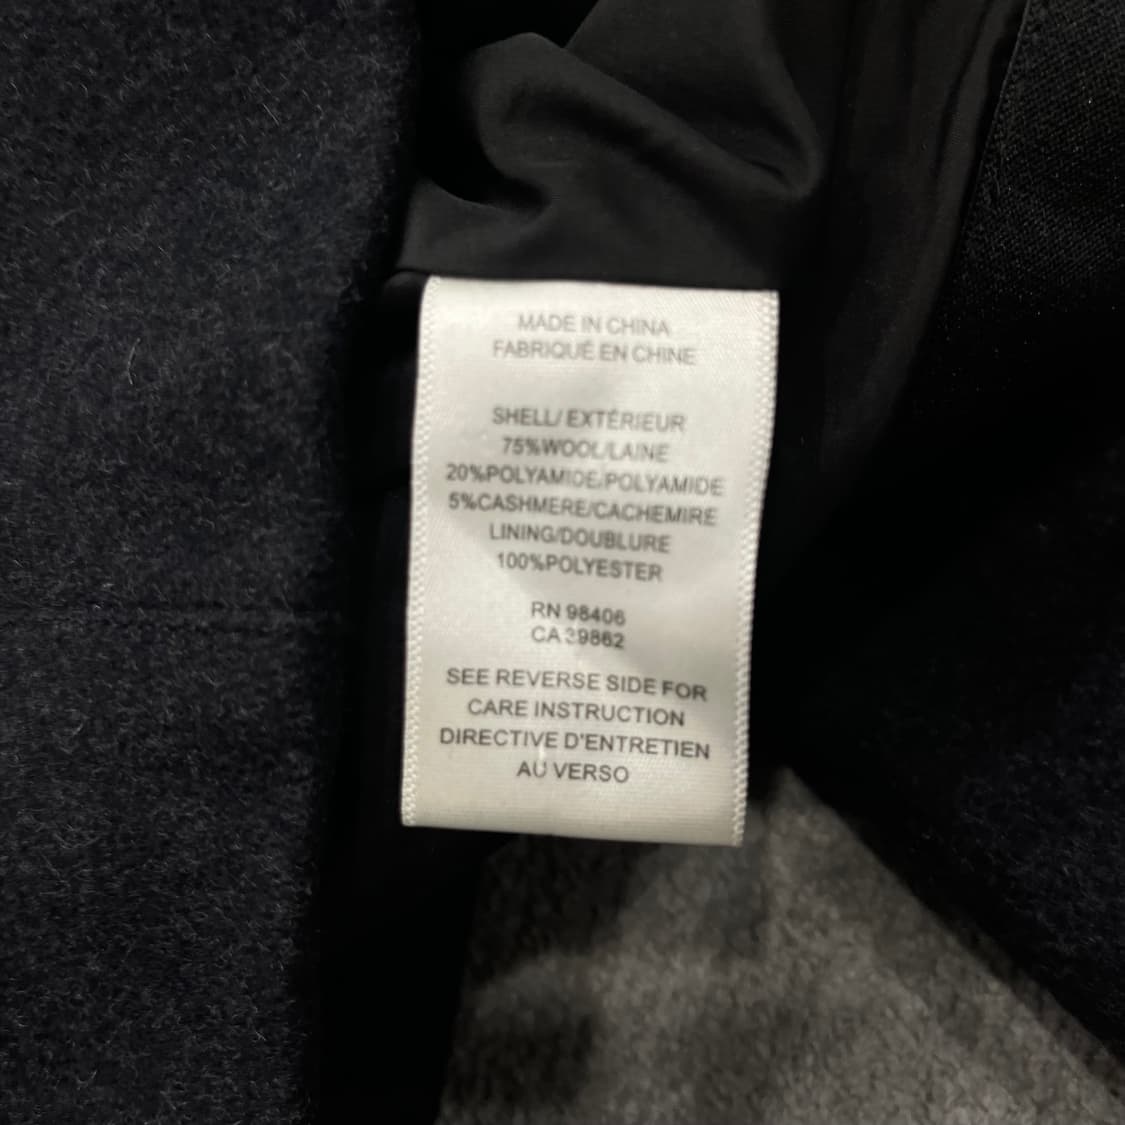 MADE IN CHINA
FABRIQUÉ EN CHINE
SHELL/ EXTÉRIEUR
75%WOOL/LAINE
20%POLYAMIDE/POLYAMIDE
5%CASHMERE/CACHEMIRE
LINING/DOUBLURE
100%POLYESTER
RN 98406
CA 39862
SEE REVERSE SIDE FOR
CARE INSTRUCTION
DIRECTIVE D'ENTRETIEN
AU VERSO